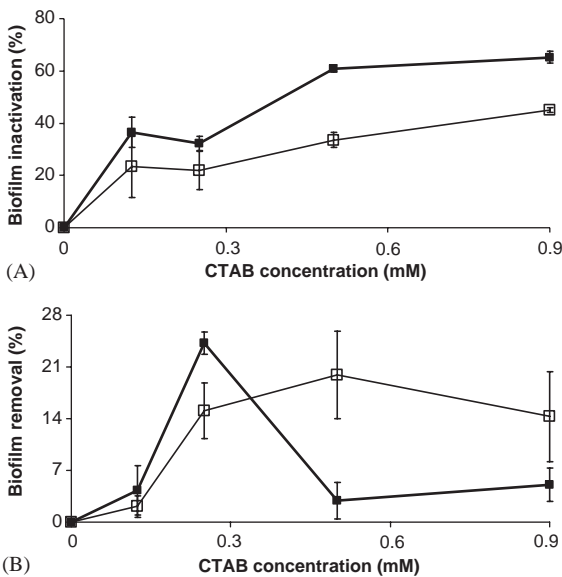 80
60
40
20
0
Biofilm inactivation (%)
0 0.3 0.6 0.9
CTAB concentration (mM)
(A)
28
21
14
7
0
Biofilm removal (%)
0 0.3 0.6 0.9
CTAB concentration (mM)
(B)